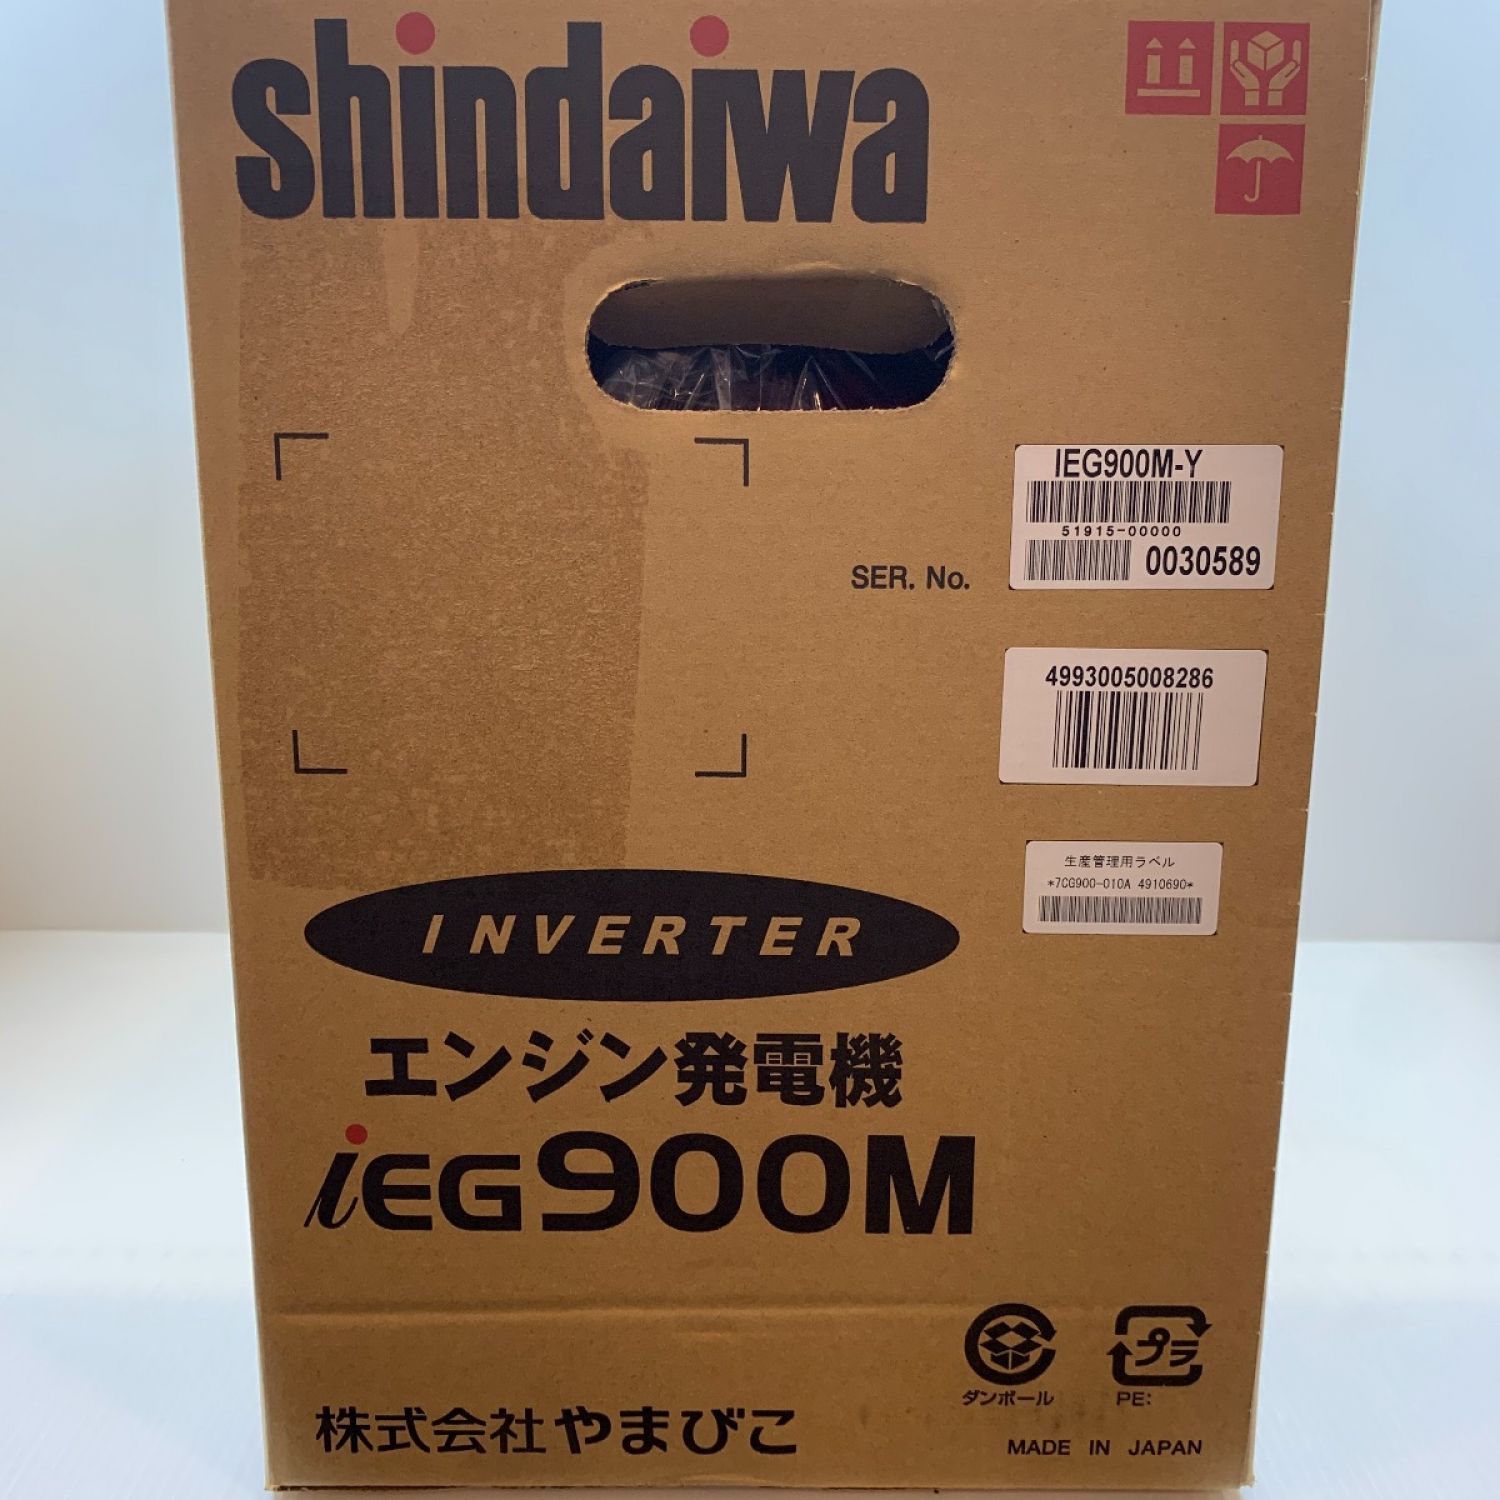 shindaiwa
IEG900M-Y
51915-00000
SER. No.
0030589
4993005008286
生産管理用ラベル
*7CG900-010A 4910690*
INVERTER
エンジン発電機
iEG900M
ダンボール
プラ
PE:
株式会社やまびこ
MADE IN JAPAN